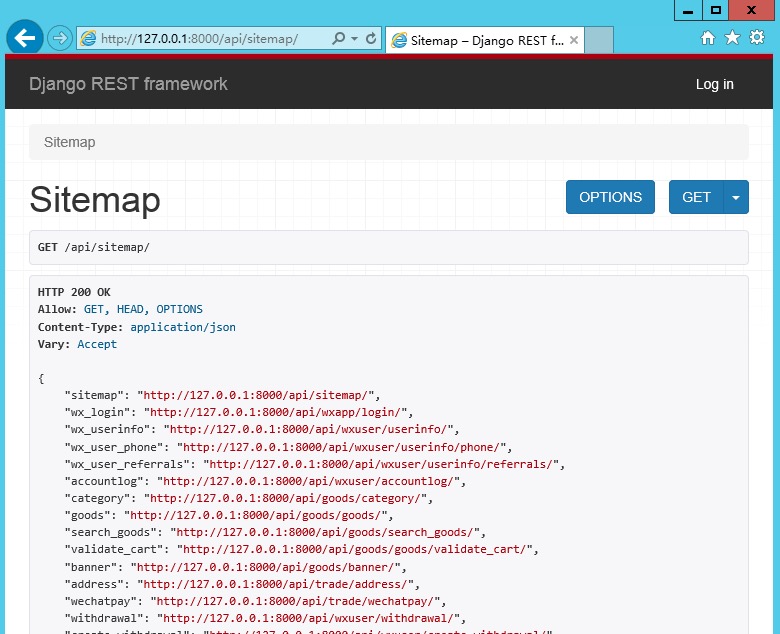 http://127.0.0.1:8000/api/sitemap/
Sitemap – Django REST f...
Django REST framework
Log in
Sitemap
Sitemap
OPTIONS
GET
GET /api/sitemap/
HTTP 200 OK
Allow: GET, HEAD, OPTIONS
Content-Type: application/json
Vary: Accept
{
"sitemap": "http://127.0.0.1:8000/api/sitemap/",
"wx_login": "http://127.0.0.1:8000/api/wxapp/login/",
"wx_userinfo": "http://127.0.0.1:8000/api/wxuser/userinfo/",
"wx_user_phone": "http://127.0.0.1:8000/api/wxuser/userinfo/phone/",
"wx_user_referrals": "http://127.0.0.1:8000/api/wxuser/userinfo/referrals/",
"accountlog": "http://127.0.0.1:8000/api/wxuser/accountlog/",
"category": "http://127.0.0.1:8000/api/goods/category/",
"goods": "http://127.0.0.1:8000/api/goods/goods/",
"search_goods": "http://127.0.0.1:8000/api/goods/search_goods/",
"validate_cart": "http://127.0.0.1:8000/api/goods/goods/validate_cart/",
"banner": "http://127.0.0.1:8000/api/goods/banner/",
"address": "http://127.0.0.1:8000/api/trade/address/",
"wechatpay": "http://127.0.0.1:8000/api/trade/wechatpay/",
"withdrawal": "http://127.0.0.1:8000/api/wxuser/withdrawal/",